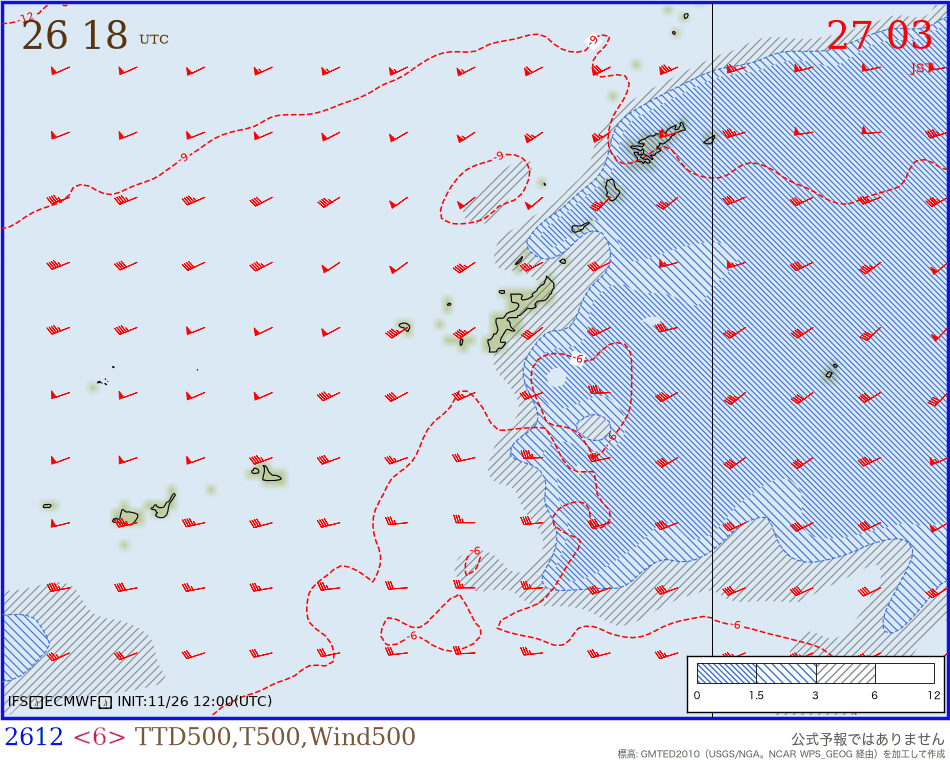 -12
26 18 UTC
27 03
JST
-9
-9
-9
-6
-6
-6
-6
-6
IFS□ECMWF□ INIT:11/26 12:00(UTC)
0 1.5 3 6 12
2612 <6> TTD500,T500,Wind500
公式予報ではありません
標高: GMTED2010（USGS/NGA。NCAR WPS_GEOG 経由）を加工して作成